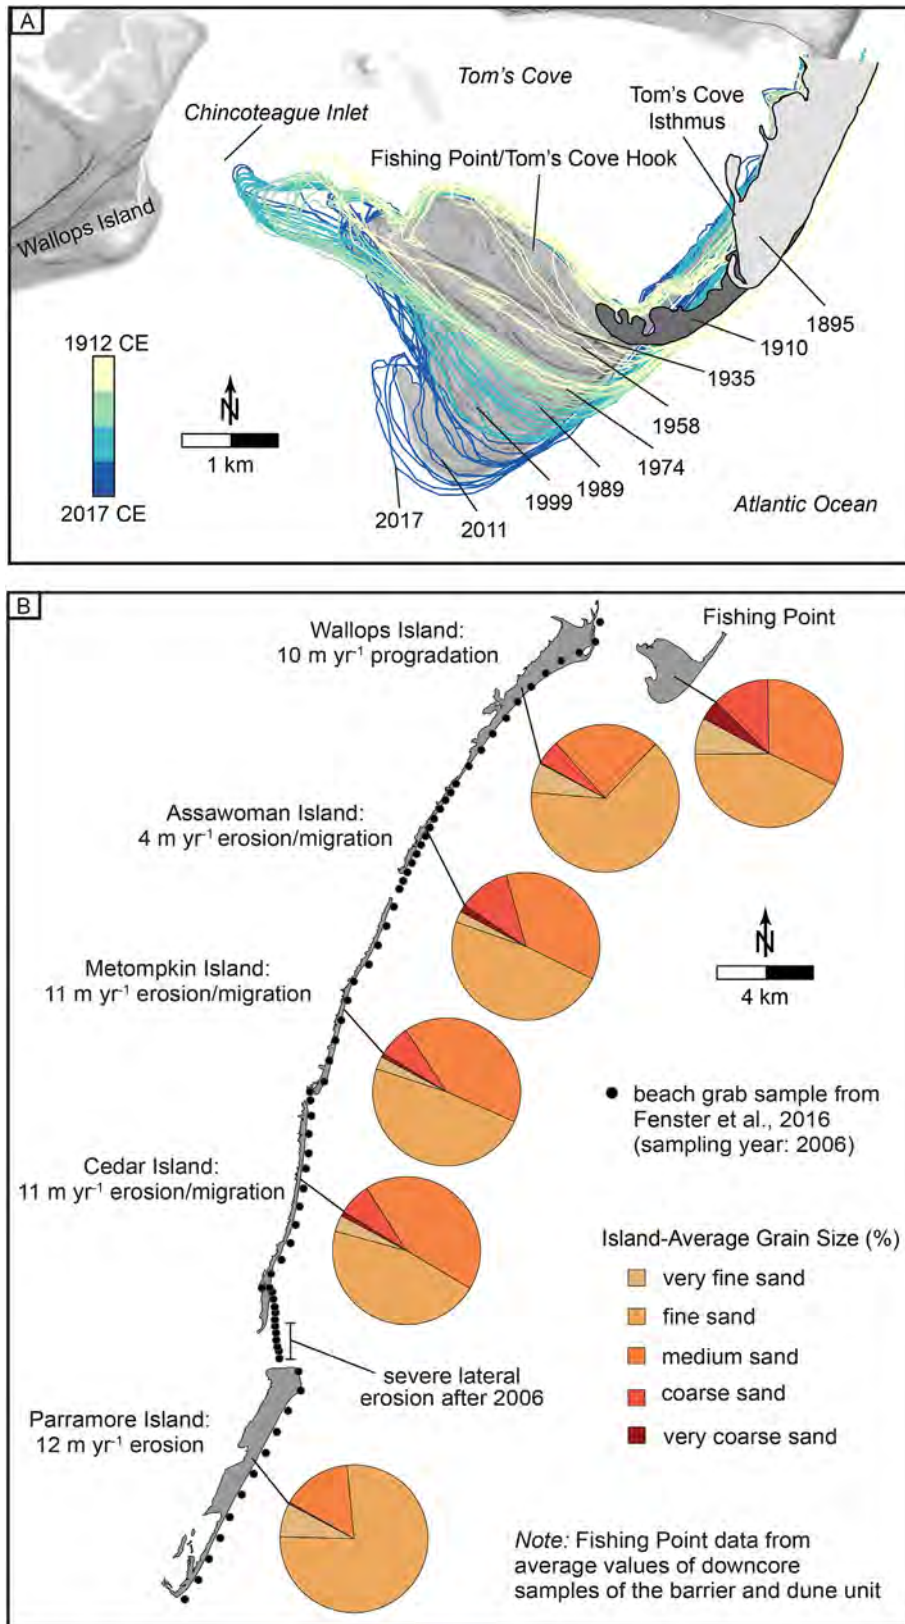 A
Tom's Cove
Chincoteague Inlet
Tom's Cove
Isthmus
Fishing Point/Tom's Cove Hook
Wallops Island
1912 CE
2017 CE
N
1 km
1895
1910
1935
1958
1974
1989
1999
2011
2017
Atlantic Ocean
B
Wallops Island:
10 m yr⁻¹ progradation
Fishing Point
Assawoman Island:
4 m yr⁻¹ erosion/migration
N
4 km
Metompkin Island:
11 m yr⁻¹ erosion/migration
beach grab sample from
Fenster et al., 2016
(sampling year: 2006)
Cedar Island:
11 m yr⁻¹ erosion/migration
Island-Average Grain Size (%)
very fine sand
fine sand
medium sand
coarse sand
very coarse sand
severe lateral
erosion after 2006
Parramore Island:
12 m yr⁻¹ erosion
Note: Fishing Point data from
average values of downcore
samples of the barrier and dune unit